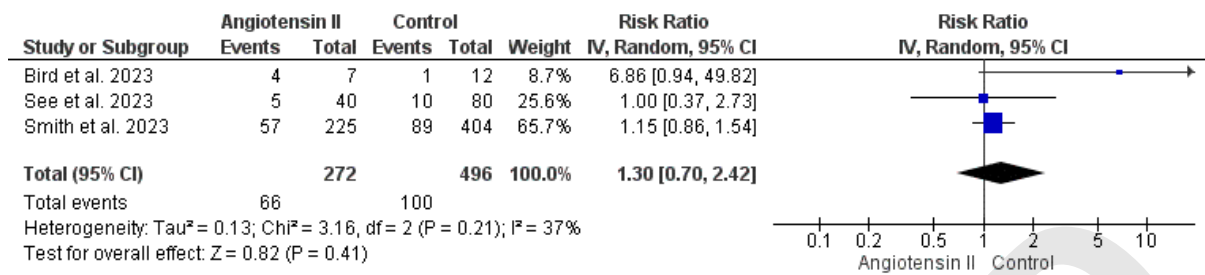 Angiotensin II Control Risk Ratio Risk Ratio
Study or Subgroup Events Total Events Total Weight IV, Random, 95% CI IV, Random, 95% CI
Bird et al. 2023 4 7 1 12 8.7% 6.86 [0.94, 49.82]
See et al. 2023 5 40 10 80 25.6% 1.00 [0.37, 2.73]
Smith et al. 2023 57 225 89 404 65.7% 1.15 [0.86, 1.54]
Total (95% CI) 272 496 100.0% 1.30 [0.70, 2.42]
Total events 66 100
Heterogeneity: Tau² = 0.13; Chi² = 3.16, df = 2 (P = 0.21); I² = 37%
Test for overall effect: Z = 0.82 (P = 0.41)
0.1 0.2 0.5 1 2 5 10
Angiotensin II Control